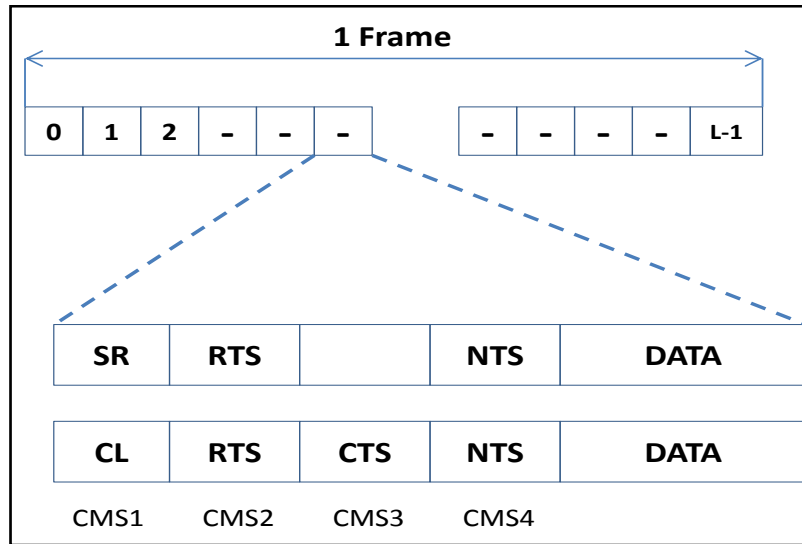 1 Frame
0 1 2 - - - - - - - L-1
SR RTS NTS DATA
CL RTS CTS NTS DATA
CMS1 CMS2 CMS3 CMS4